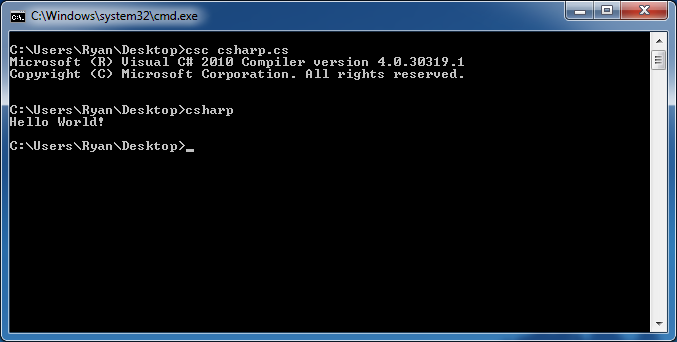 C:\Windows\system32\cmd.exe
C:\Users\Ryan\Desktop>csc csharp.cs
Microsoft (R) Visual C# 2010 Compiler version 4.0.30319.1
Copyright (C) Microsoft Corporation. All rights reserved.
C:\Users\Ryan\Desktop>csharp
Hello World!
C:\Users\Ryan\Desktop>_